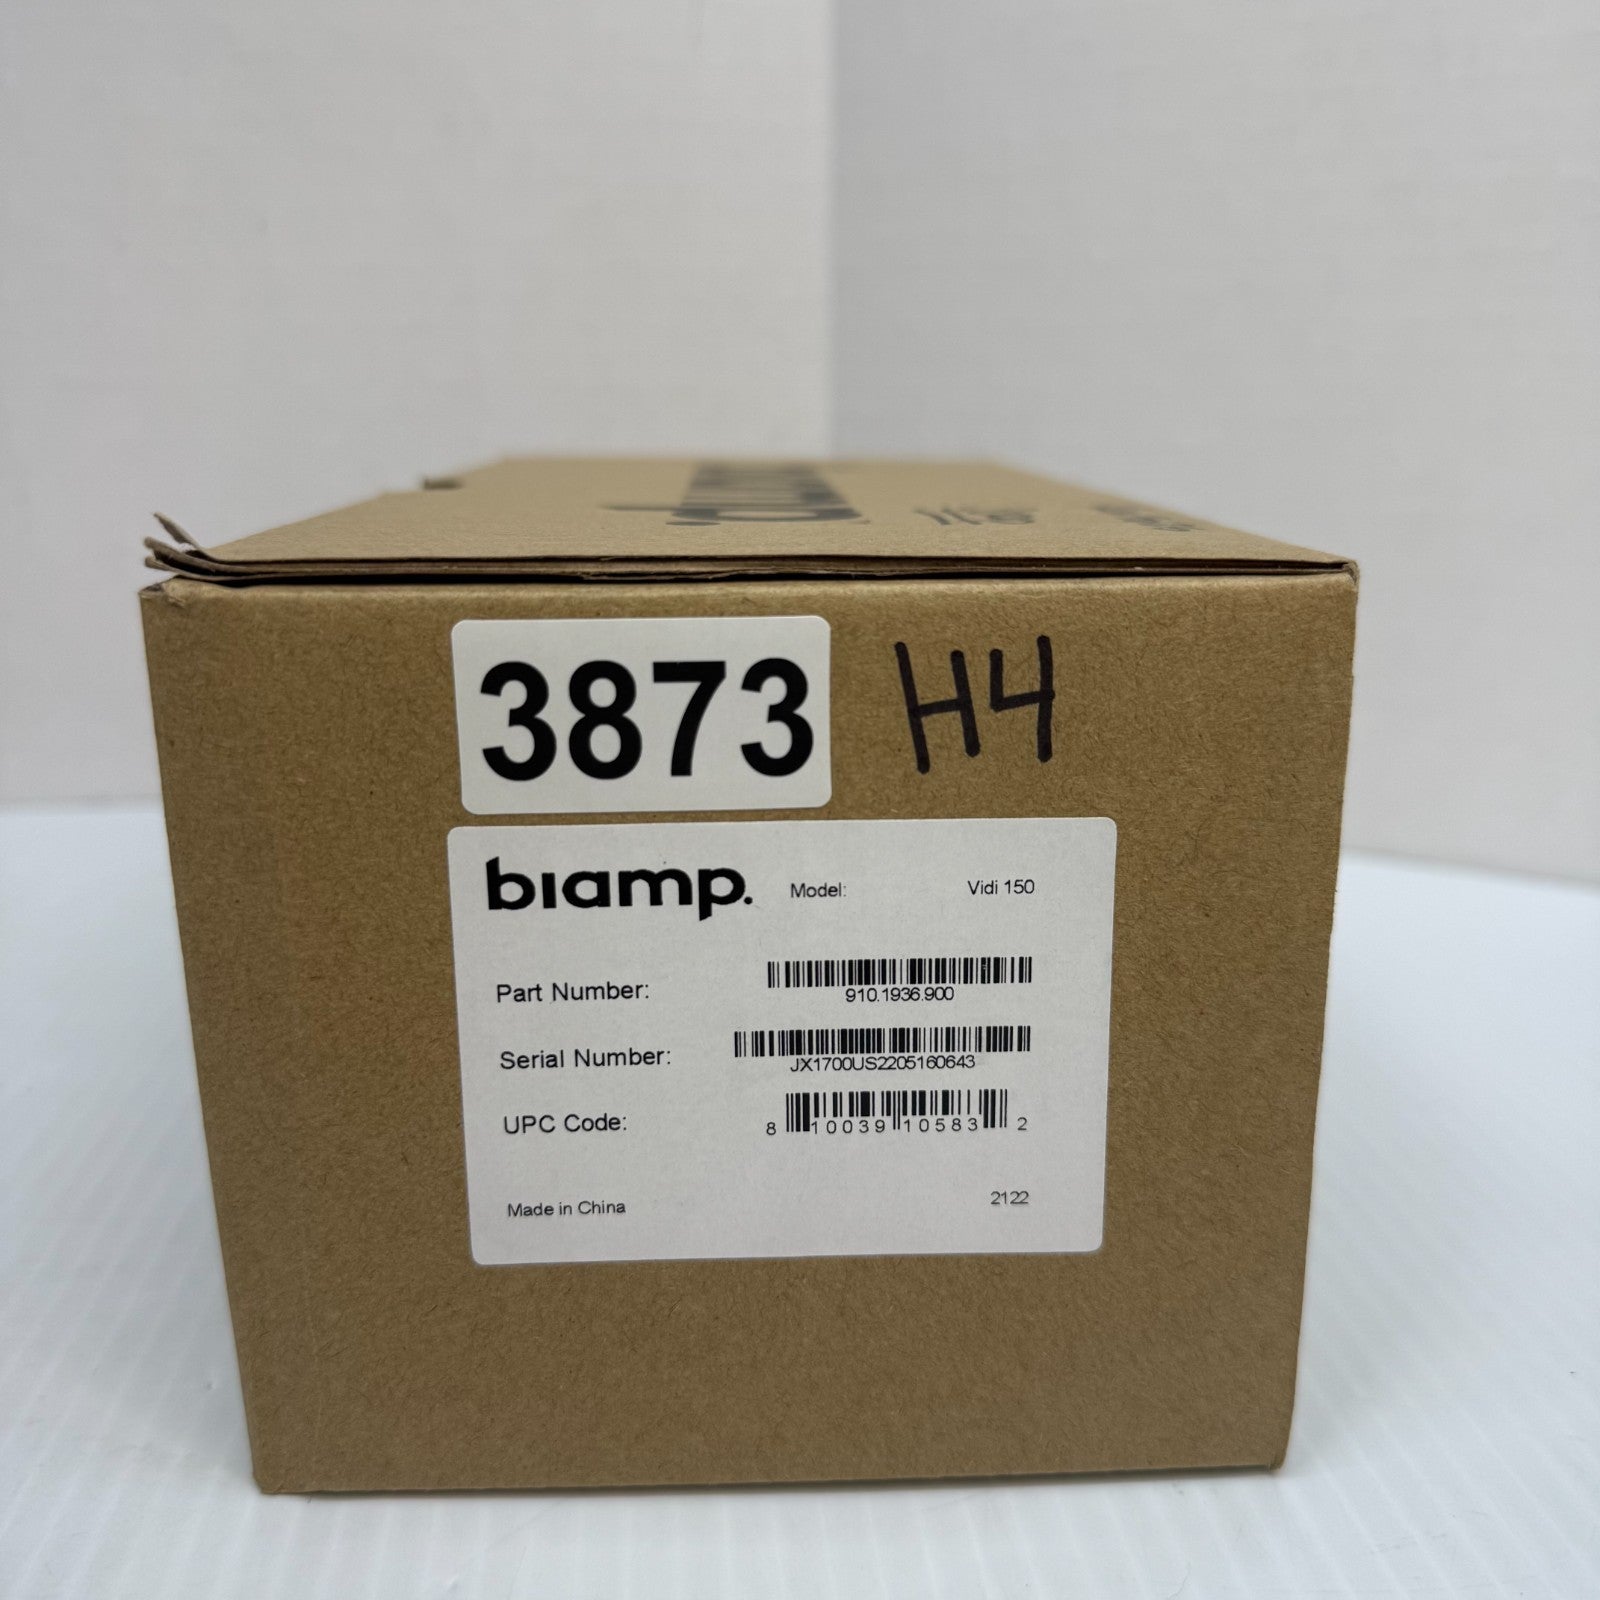 3873 H4
biamp. Model: Vidi 150
Part Number: 910.1936.900
Serial Number: JX1700US2205160643
UPC Code: 8 10039 10583 2
Made in China 2122